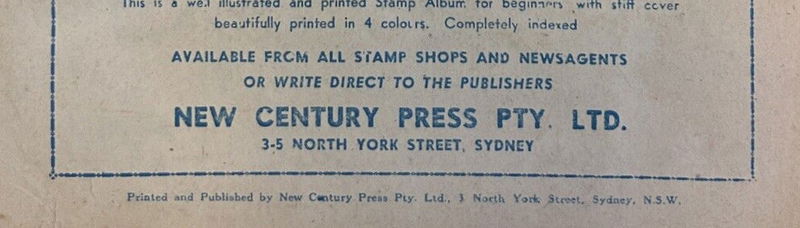 This is a well illustrated and printed Stamp Album for beginners with stiff cover
beautifully printed in 4 colours. Completely indexed
AVAILABLE FROM ALL STAMP SHOPS AND NEWSAGENTS
OR WRITE DIRECT TO THE PUBLISHERS
NEW CENTURY PRESS PTY. LTD.
3-5 NORTH YORK STREET, SYDNEY
Printed and Published by New Century Press Pty. Ltd., 3 North York Street, Sydney, N.S.W.